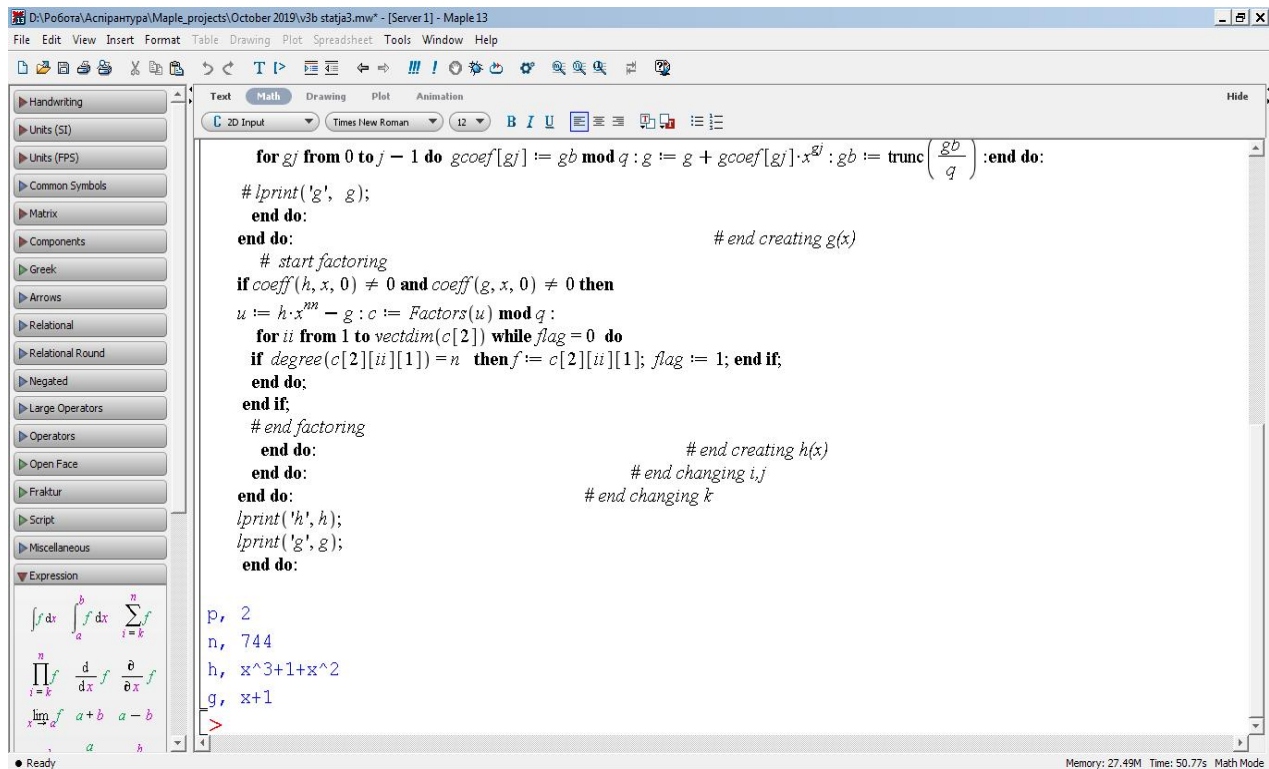 D:\Робота\Аспірантура\Maple_projects\October 2019\v3b statja3.mw* - [Server 1] - Maple 13
File Edit View Insert Format Table Drawing Plot Spreadsheet Tools Window Help
Text Math Drawing Plot Animation Hide
C 2D Input Times New Roman 12 B I U
Handwriting
Units (SI)
Units (FPS)
Common Symbols
Matrix
Components
Greek
Arrows
Relational
Relational Round
Negated
Large Operators
Operators
Open Face
Fraktur
Script
Miscellaneous
Expression
∫f dx ∫_a^b f dx ∑_{i=k}^n f
∏_{i=k}^n f d/dx f ∂/∂x f
lim_{x→a} f a+b a−b
a b
for gj from 0 to j − 1 do gcoef[gj] := gb mod q : g := g + gcoef[gj]·x^{gj} : gb := trunc(gb/q) :end do:
# lprint('g', g);
end do:
end do: # end creating g(x)
# start factoring
if coeff(h, x, 0) ≠ 0 and coeff(g, x, 0) ≠ 0 then
u := h·x^{nn} − g : c := Factors(u) mod q :
for ii from 1 to vectdim(c[2]) while flag = 0 do
if degree(c[2][ii][1]) = n then f := c[2][ii][1]; flag := 1; end if;
end do;
end if;
# end factoring
end do: # end creating h(x)
end do: # end changing i,j
end do: # end changing k
lprint('h', h);
lprint('g', g);
end do:
p, 2
n, 744
h, x^3+1+x^2
g, x+1
>
Ready Memory: 27.49M Time: 50.77s Math Mode